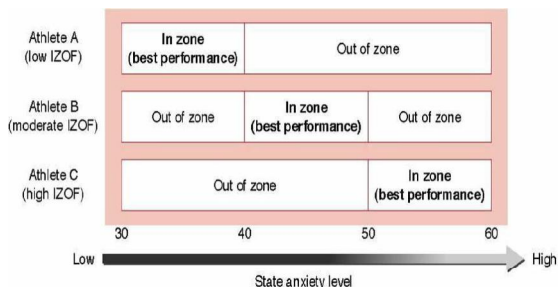 Athlete A
(low IZOF)
In zone
(best performance)
Out of zone
Athlete B
(moderate IZOF)
Out of zone
In zone
(best performance)
Out of zone
Athlete C
(high IZOF)
Out of zone
In zone
(best performance)
30 40 50 60
Low High
State anxiety level